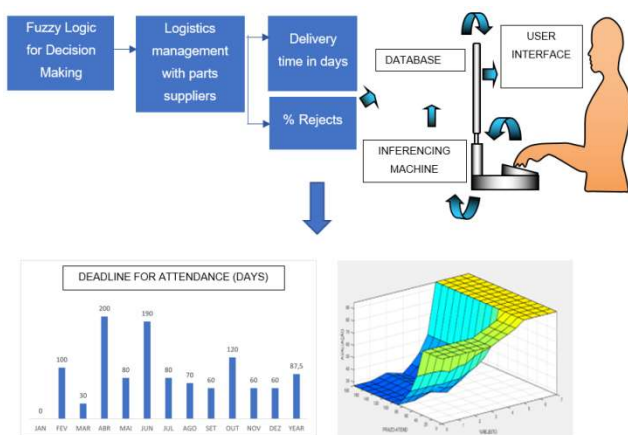 Fuzzy Logic
for Decision
Making
Logistics
management
with parts
suppliers
Delivery
time in days
% Rejects
DATABASE
USER
INTERFACE
INFERENCING
MACHINE
DEADLINE FOR ATTENDANCE (DAYS)
0
100
30
200
80
190
80
70
60
120
60
60
87,5
JAN
FEV
MAR
ABR
MAI
JUN
JUL
AGO
SET
OUT
NOV
DEZ
YEAR